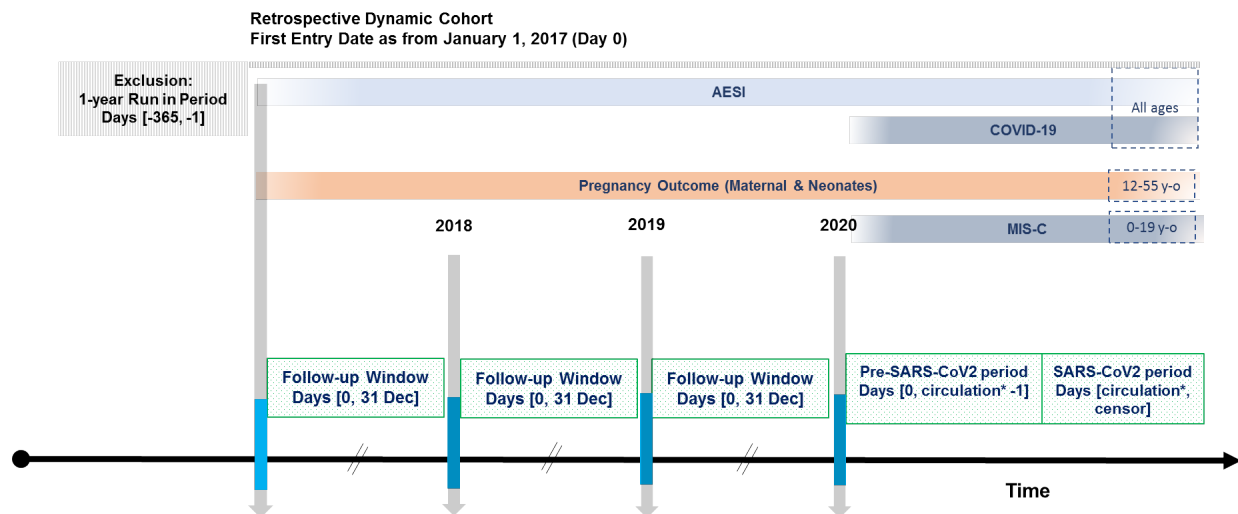 Retrospective Dynamic Cohort
First Entry Date as from January 1, 2017 (Day 0)
Exclusion:
1-year Run in Period
Days [-365, -1]
AESI
All ages
COVID-19
Pregnancy Outcome (Maternal & Neonates)
12-55 y-o
2018
2019
2020
MIS-C
0-19 y-o
Follow-up Window
Days [0, 31 Dec]
Follow-up Window
Days [0, 31 Dec]
Follow-up Window
Days [0, 31 Dec]
Pre-SARS-CoV2 period
Days [0, circulation* -1]
SARS-CoV2 period
Days [circulation*,
censor]
Time